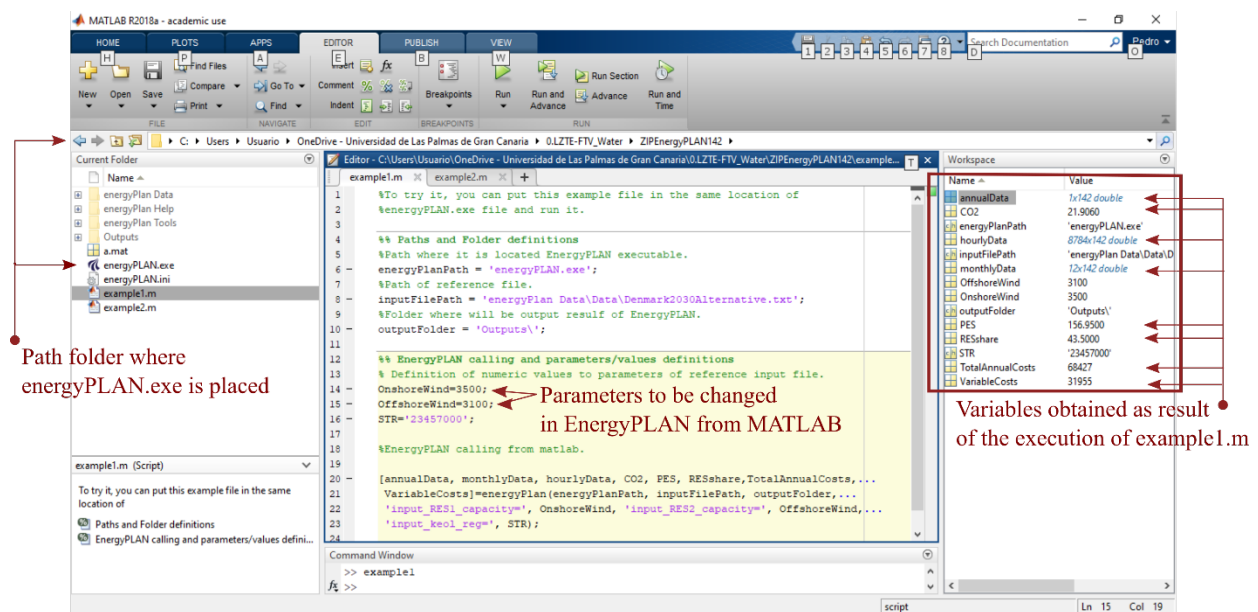 MATLAB R2018a - academic use
HOME PLOTS APPS EDITOR PUBLISH VIEW
H P A E B W
1 2 3 4 5 6 7 8 D Search Documentation O Pedro
New Open Save Find Files Compare Print
Go To Find
Insert fx Comment Indent
Breakpoints
Run Run and Advance Run Section Advance Run and Time
FILE NAVIGATE EDIT BREAKPOINTS RUN
C: Users Usuario OneDrive - Universidad de Las Palmas de Gran Canaria 0.LZTE-FTV_Water ZIPEnergyPLAN142
Current Folder
Name
energyPlan Data
energyPlan Help
energyPlan Tools
Outputs
a.mat
energyPLAN.exe
energyPLAN.ini
example1.m
example2.m
Path folder where
energyPLAN.exe is placed
example1.m (Script)
To try it, you can put this example file in the same
location of
Paths and Folder definitions
EnergyPLAN calling and parameters/values defini...
Editor - C:\Users\Usuario\OneDrive - Universidad de Las Palmas de Gran Canaria\0.LZTE-FTV_Water\ZIPEnergyPLAN142\example... T
example1.m example2.m +
1 %To try it, you can put this example file in the same location of
2 %energyPLAN.exe file and run it.
3
4 %% Paths and Folder definitions
5 %Path where it is located EnergyPLAN executable.
6 - energyPlanPath = 'energyPLAN.exe';
7 %Path of reference file.
8 - inputFilePath = 'energyPlan Data\Data\Denmark2030Alternative.txt';
9 %Folder where will be output resulf of EnergyPLAN.
10 - outputFolder = 'Outputs\';
11
12 %% EnergyPLAN calling and parameters/values definitions
13 % Definition of numeric values to parameters of reference input file.
14 - OnshoreWind=3500;
15 - OffshoreWind=3100;
16 - STR='23457000';
17
18 %EnergyPLAN calling from matlab.
19
20 - [annualData, monthlyData, hourlyData, CO2, PES, RESshare,TotalAnnualCosts,...
21 VariableCosts]=energyPlan(energyPlanPath, inputFilePath, outputFolder,...
22 'input_RES1_capacity=', OnshoreWind, 'input_RES2_capacity=', OffshoreWind,...
23 'input_keol_reg=', STR);
24
Parameters to be changed
in EnergyPLAN from MATLAB
Command Window
>> example1
fx >>
Workspace
Name Value
annualData 1x142 double
CO2 21.9060
energyPlanPath 'energyPLAN.exe'
hourlyData 8784x142 double
inputFilePath 'energyPlan Data\Data\D
monthlyData 12x142 double
OffshoreWind 3100
OnshoreWind 3500
outputFolder 'Outputs\'
PES 156.9500
RESshare 43.5000
STR '23457000'
TotalAnnualCosts 68427
VariableCosts 31955
Variables obtained as result
of the execution of example1.m
script Ln 15 Col 19